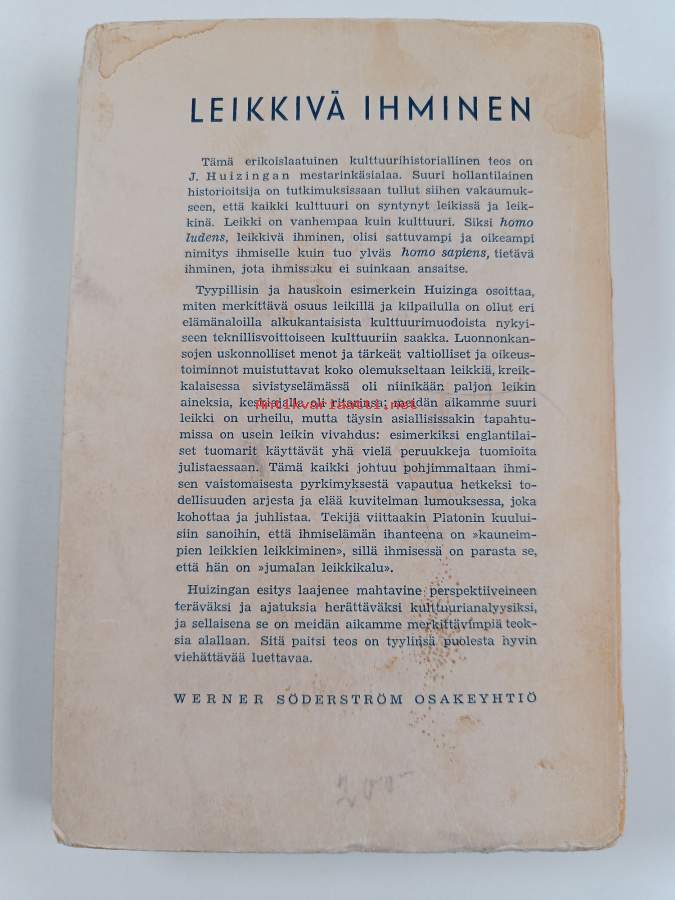 LEIKKIVÄ IHMINEN
Tämä erikoislaatuinen kulttuurihistoriallinen teos on
J. Huizingan mestarinkäsialaa. Suuri hollantilainen
historioitsija on tutkimuksissaan tullut siihen vakaumuk-
seen, että kaikki kulttuuri on syntynyt leikissä ja leik-
kinä. Leikki on vanhempaa kuin kulttuuri. Siksi homo
ludens, leikkivä ihminen, olisi sattuvampi ja oikeampi
nimitys ihmiselle kuin tuo ylväs homo sapiens, tietävä
ihminen, jota ihmissuku ei suinkaan ansaitse.
Tyypillisin ja hauskoin esimerkein Huizinga osoittaa,
miten merkittävä osuus leikillä ja kilpailulla on ollut eri
elämänaloilla alkukantaisista kulttuurimuodoista nykyi-
seen teknillisvoittoiseen kulttuuriin saakka. Luonnonkan-
sojen uskonnolliset menot ja tärkeät valtiolliset ja oikeus-
toiminnot muistuttavat koko olemukseltaan leikkiä, kreik-
kalaisessa sivistyselämässä oli niinikään paljon leikin
aineksia, keskiajalla oli ritarinsa; meidän aikamme suuri
Antikvariaatti.net
leikki on urheilu, mutta täysin asiallisissakin tapahtu-
missa on usein leikin vivahdus: esimerkiksi englantilai-
set tuomarit käyttävät yhä vielä peruukkeja tuomioita
julistaessaan. Tämä kaikki johtuu pohjimmaltaan ihmi-
sen vaistomaisesta pyrkimyksestä vapautua hetkeksi to-
dellisuuden arjesta ja elää kuvitelman lumouksessa, joka
kohottaa ja juhlistaa. Tekijä viittaakin Platonin kuului-
siin sanoihin, että ihmiselämän ihanteena on »kauneim-
pien leikkien leikkiminen», sillä ihmisessä on parasta se,
että hän on »jumalan leikkikalu».
Huizingan esitys laajenee mahtavine perspektiiveineen
teräväksi ja ajatuksia herättäväksi kulttuurianalyysiksi,
ja sellaisena se on meidän aikamme merkittävimpiä teok-
sia alallaan. Sitä paitsi teos on tyylinsä puolesta hyvin
viehättävää luettavaa.
WERNER SÖDERSTRÖM OSAKEYHTIÖ